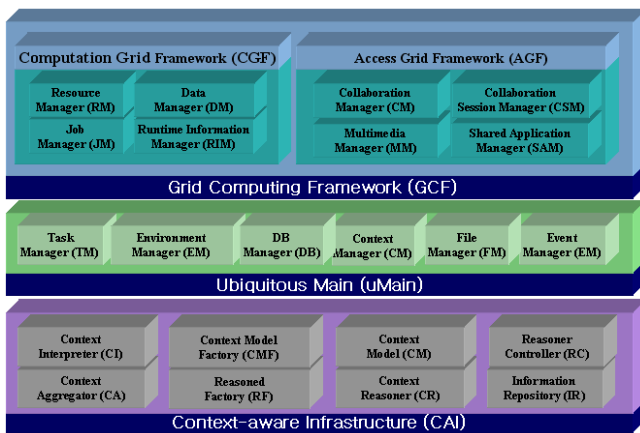 Computation Grid Framework (CGF)
Access Grid Framework (AGF)
Resource
Manager (RM)
Data
Manager (DM)
Collaboration
Manager (CM)
Collaboration
Session Manager (CSM)
Job
Manager (JM)
Runtime Information
Manager (RIM)
Multimedia
Manager (MM)
Shared Application
Manager (SAM)
Grid Computing Framework (GCF)
Task
Manager (TM)
Environment
Manager (EM)
DB
Manager (DB)
Context
Manager (CM)
File
Manager (FM)
Event
Manager (EM)
Ubiquitous Main (uMain)
Context
Interpreter (CI)
Context Model
Factory (CMF)
Context
Model (CM)
Reasoner
Controller (RC)
Context
Aggregator (CA)
Reasoned
Factory (RF)
Context
Reasoner (CR)
Information
Repository (IR)
Context-aware Infrastructure (CAI)